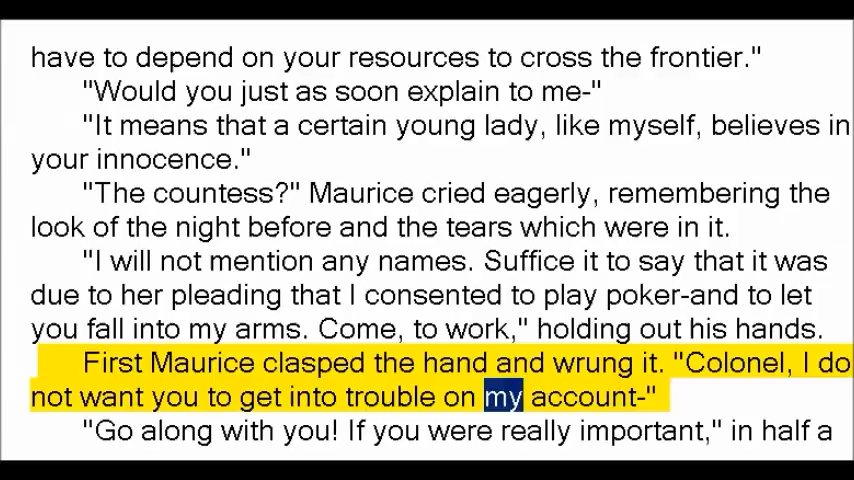 have to depend on your resources to cross the frontier."
"Would you just as soon explain to me-"
"It means that a certain young lady, like myself, believes in
your innocence."
"The countess?" Maurice cried eagerly, remembering the
look of the night before and the tears which were in it.
"I will not mention any names. Suffice it to say that it was
due to her pleading that I consented to play poker-and to let
you fall into my arms. Come, to work," holding out his hands.
First Maurice clasped the hand and wrung it. "Colonel, I do
not want you to get into trouble on my account-"
"Go along with you! If you were really important," in half a